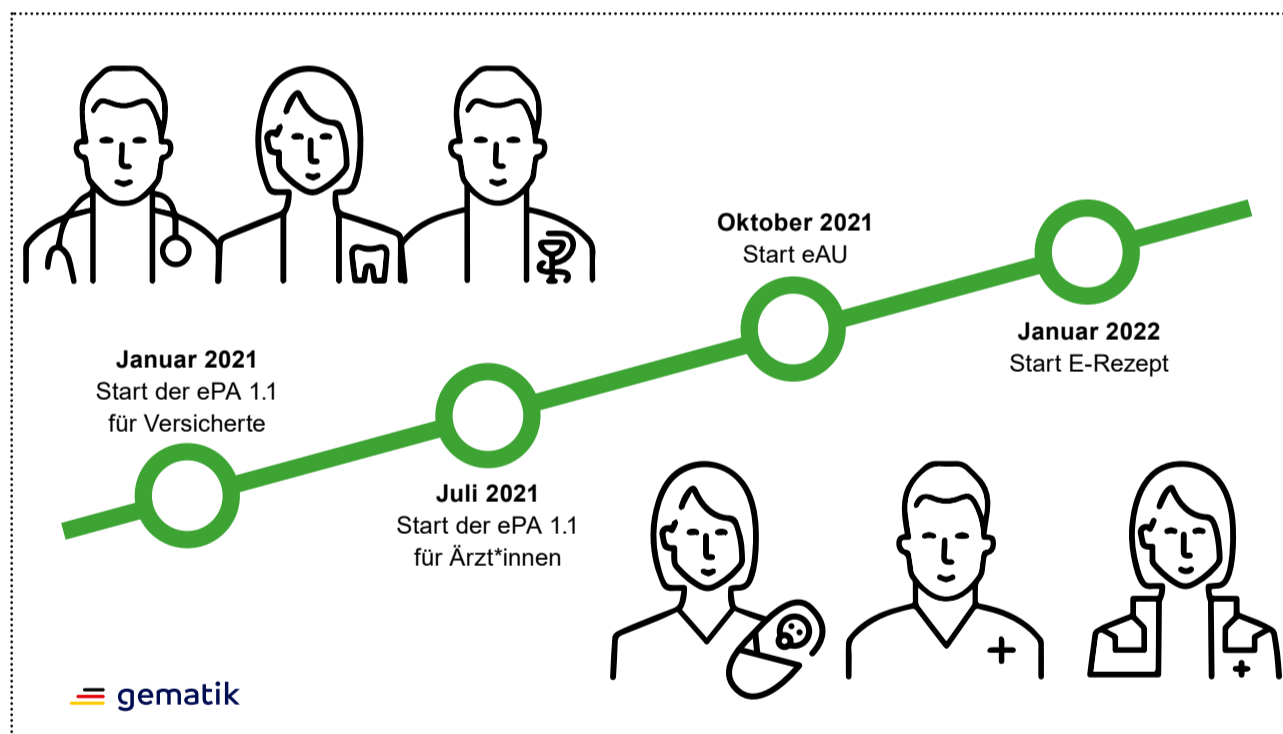 Januar 2021
Start der ePA 1.1
für Versicherte
Juli 2021
Start der ePA 1.1
für Ärzt*innen
Oktober 2021
Start eAU
Januar 2022
Start E-Rezept
gematik